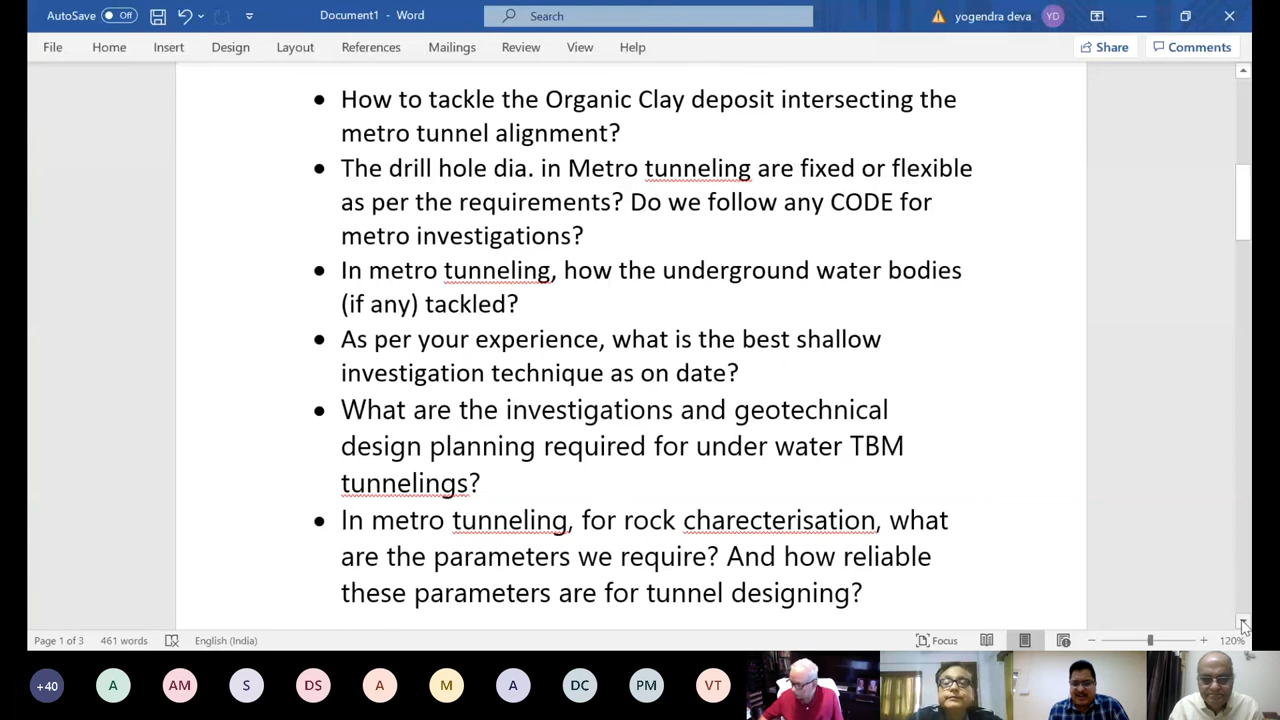 AutoSave Off Document1 - Word Search yogendra deva YD
File Home Insert Design Layout References Mailings Review View Help Share Comments
• How to tackle the Organic Clay deposit intersecting the
metro tunnel alignment?
• The drill hole dia. in Metro tunneling are fixed or flexible
as per the requirements? Do we follow any CODE for
metro investigations?
• In metro tunneling, how the underground water bodies
(if any) tackled?
• As per your experience, what is the best shallow
investigation technique as on date?
• What are the investigations and geotechnical
design planning required for under water TBM
tunnelings?
• In metro tunneling, for rock charecterisation, what
are the parameters we require? And how reliable
these parameters are for tunnel designing?
Page 1 of 3 461 words English (India) Focus 120%
+40 A AM S DS A M A DC PM VT